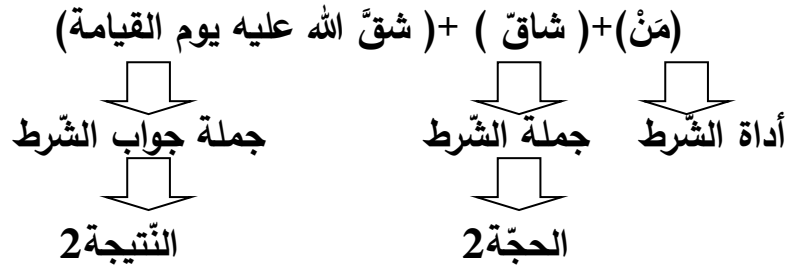 (مَنْ)+( شاقّ ) +( شقَّ الله عليه يوم القيامة)
أداة الشّرط جملة الشّرط جملة جواب الشّرط
الحجّة2 النّتيجة2